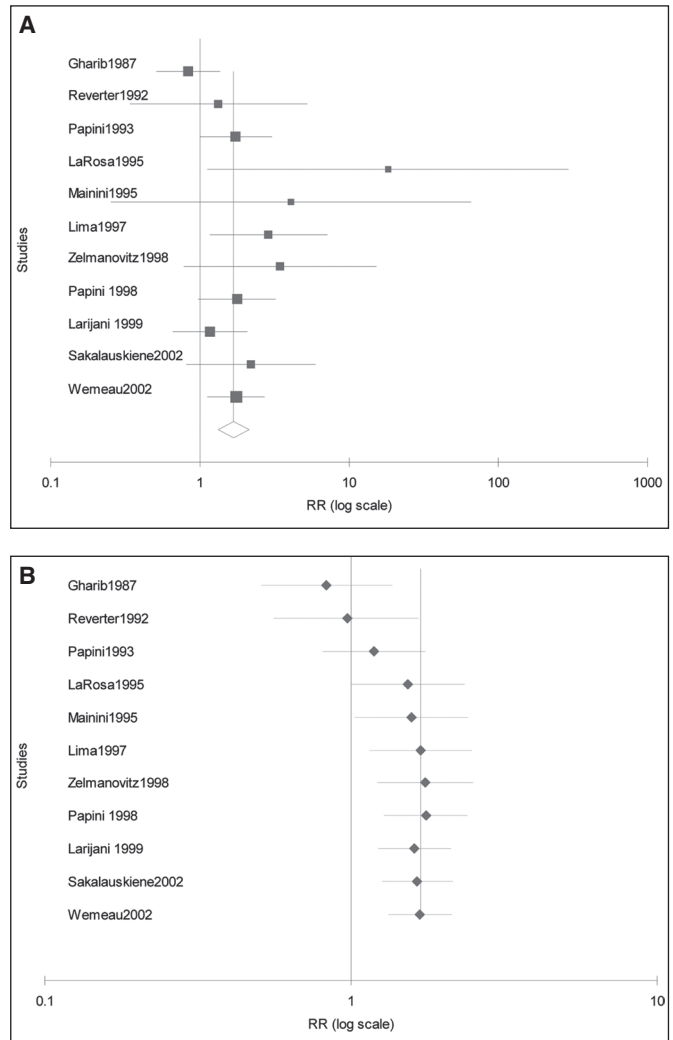 A
Gharib1987
Reverter1992
Papini1993
LaRosa1995
Mainini1995
Lima1997
Zelmanovitz1998
Papini 1998
Larijani 1999
Sakalauskiene2002
Wemeau2002
Studies
0.1 1 10 100 1000
RR (log scale)
B
Gharib1987
Reverter1992
Papini1993
LaRosa1995
Mainini1995
Lima1997
Zelmanovitz1998
Papini 1998
Larijani 1999
Sakalauskiene2002
Wemeau2002
Studies
0.1 1 10
RR (log scale)